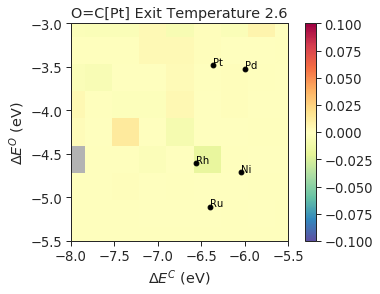 O=C[Pt] Exit Temperature 2.6
−3.0
−3.5
−4.0
−4.5
−5.0
−5.5
ΔE^O (eV)
Pt
Pd
Rh
Ni
Ru
−8.0 −7.5 −7.0 −6.5 −6.0 −5.5
ΔE^C (eV)
0.100
0.075
0.050
0.025
0.000
−0.025
−0.050
−0.075
−0.100